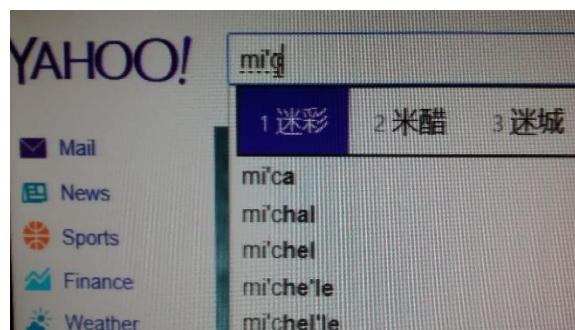 YAHOO!
mi'c
1 迷彩 2 米醋 3 迷城
Mail
News
Sports
Finance
Weather
mi'ca
mi'chal
mi'chel
mi'che'le
mi'chel'le